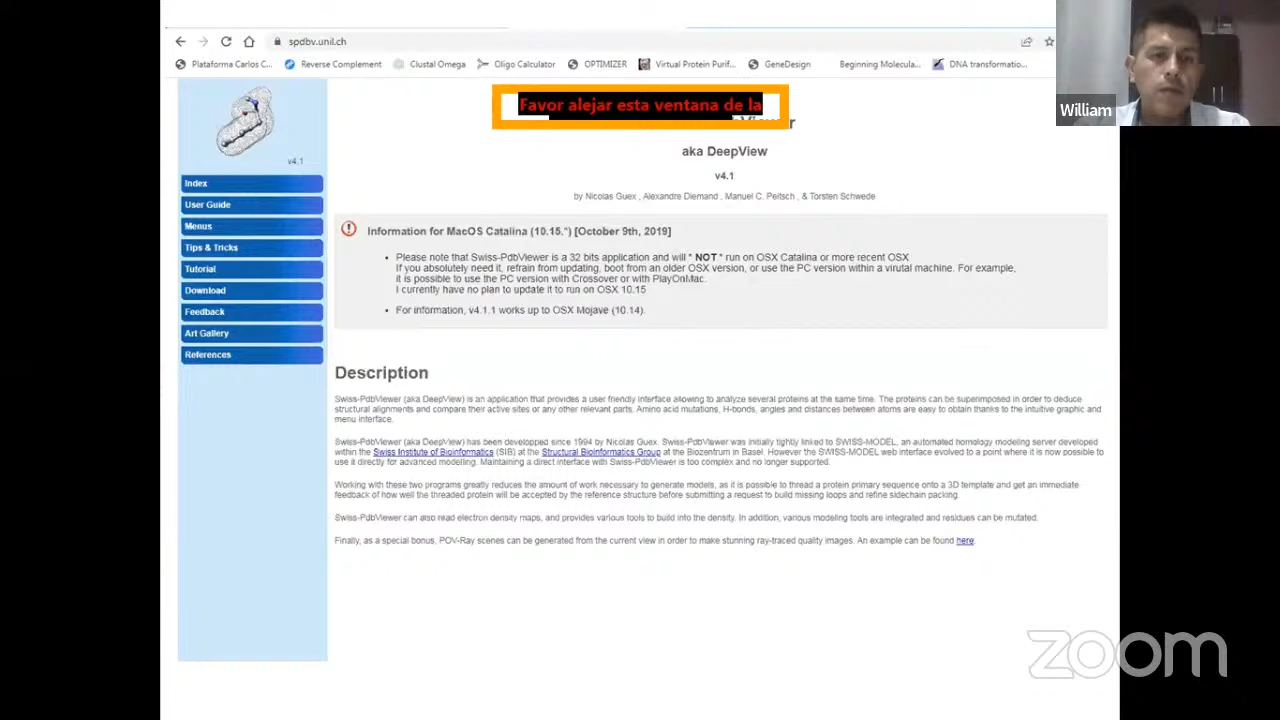 spdbv.unil.ch
Plataforma Carlos C...
Reverse Complement
Clustal Omega
Oligo Calculator
OPTIMIZER
Virtual Protein Purif...
GeneDesign
Beginning Molecula...
DNA transformatio...
William
Favor alejar esta ventana de la
aka DeepView
v4.1
by Nicolas Guex , Alexandre Diemand , Manuel C. Peitsch , & Torsten Schwede
v4.1
Index
User Guide
Menus
Tips & Tricks
Tutorial
Download
Feedback
Art Gallery
References
Information for MacOS Catalina (10.15.*) [October 9th, 2019]
• Please note that Swiss-PdbViewer is a 32 bits application and will * NOT * run on OSX Catalina or more recent OSX
If you absolutely need it, refrain from updating, boot from an older OSX version, or use the PC version within a virutal machine. For example,
it is possible to use the PC version with Crossover or with PlayOnMac.
I currently have no plan to update it to run on OSX 10.15
• For information, v4.1.1 works up to OSX Mojave (10.14).
Description
Swiss-PdbViewer (aka DeepView) is an application that provides a user friendly interface allowing to analyze several proteins at the same time. The proteins can be superimposed in order to deduce
structural alignments and compare their active sites or any other relevant parts. Amino acid mutations, H-bonds, angles and distances between atoms are easy to obtain thanks to the intuitive graphic and
menu interface.
Swiss-PdbViewer (aka DeepView) has been developped since 1994 by Nicolas Guex. Swiss-PdbViewer was initially tightly linked to SWISS-MODEL, an automated homology modeling server developed
within the Swiss Institute of Bioinformatics (SIB) at the Structural Bioinformatics Group at the Biozentrum in Basel. However the SWISS-MODEL web interface evolved to a point where it is now possible to
use it directly for advanced modelling. Maintaining a direct interface with Swiss-PdbViewer is too complex and no longer supported.
Working with these two programs greatly reduces the amount of work necessary to generate models, as it is possible to thread a protein primary sequence onto a 3D template and get an immediate
feedback of how well the threaded protein will be accepted by the reference structure before submitting a request to build missing loops and refine sidechain packing.
Swiss-PdbViewer can also read electron density maps, and provides various tools to build into the density. In addition, various modeling tools are integrated and residues can be mutated.
Finally, as a special bonus, POV-Ray scenes can be generated from the current view in order to make stunning ray-traced quality images. An example can be found here.
zoom